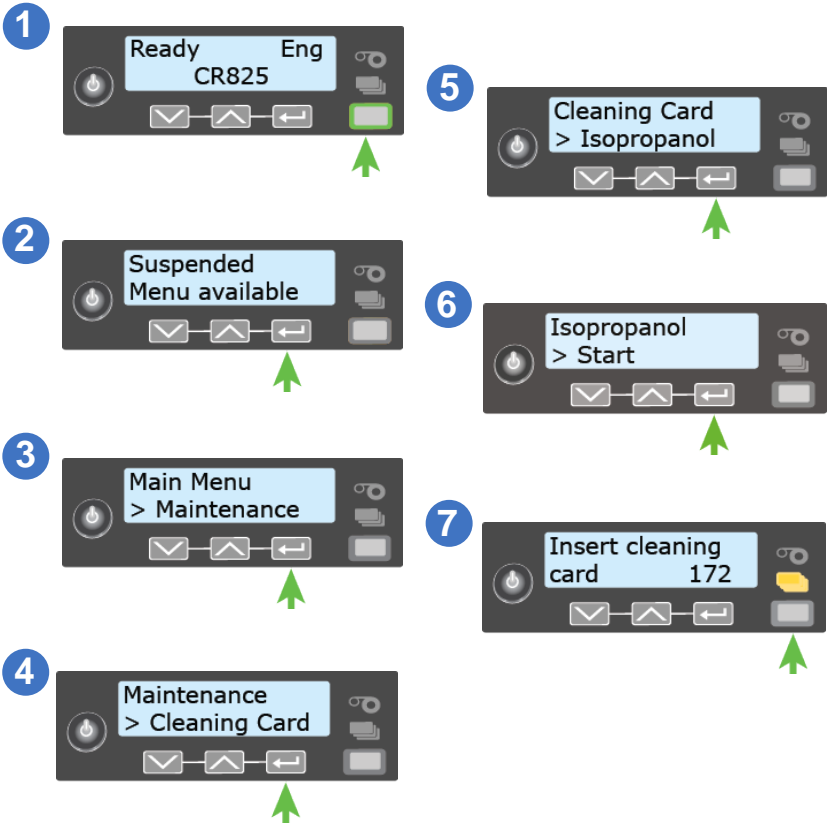 1
Ready Eng
CR825
2
Suspended
Menu available
3
Main Menu
> Maintenance
4
Maintenance
> Cleaning Card
5
Cleaning Card
> Isopropanol
6
Isopropanol
> Start
7
Insert cleaning
card 172